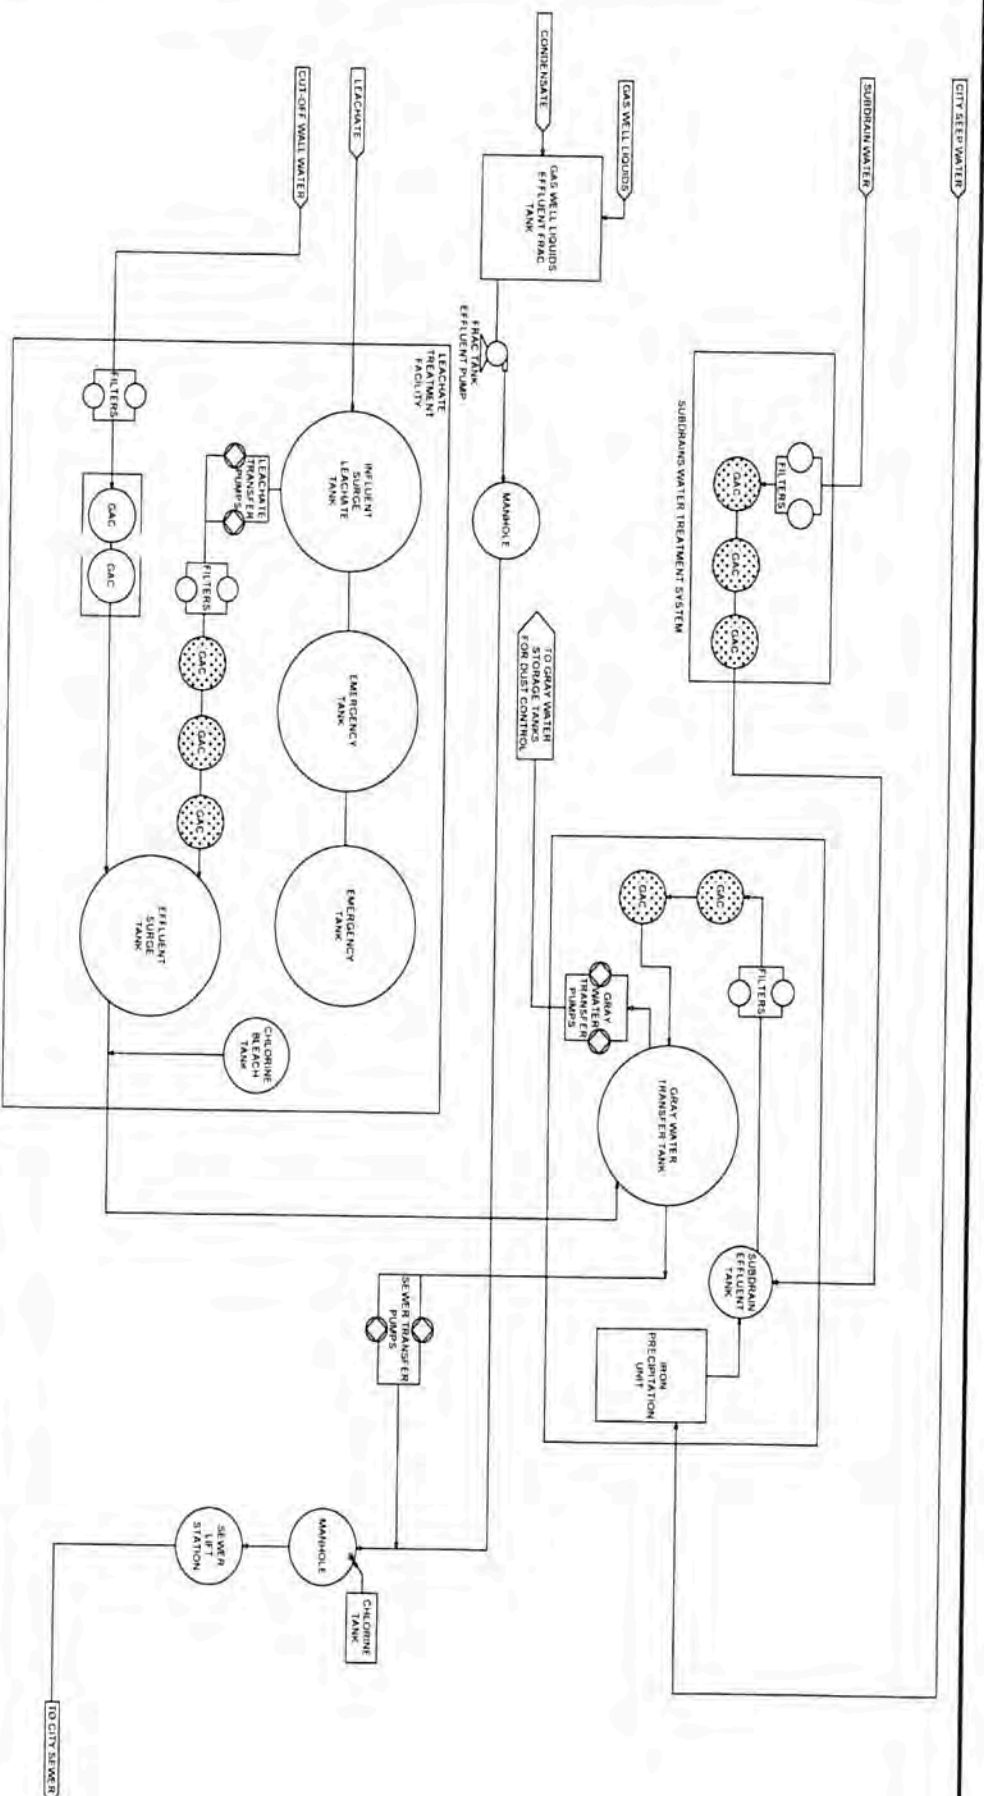 CITY SEEP WATER
SUBDRAIN WATER
GAS WELL LIQUIDS
CONDENSATE
LEACHATE
CUT-OFF WALL WATER
GAS WELL LIQUIDS
EFFLUENT FRAC
TANK
FRAC TANK
EFFLUENT PUMP
MANHOLE
FILTERS
GAC
GAC
GAC
SUBDRAINS WATER TREATMENT SYSTEM
TO GRAY WATER
STORAGE TANKS
FOR DUST CONTROL
GAC
GAC
FILTERS
GRAY
WATER
TRANSFER
PUMPS
GRAY WATER
TRANSFER TANK
SUBDRAIN
EFFLUENT
TANK
IRON
PRECIPITATION
UNIT
LEACHATE
TREATMENT
FACILITY
INFLUENT
SURGE
LEACHATE
TANK
EMERGENCY
TANK
EMERGENCY
TANK
LEACHATE
TRANSFER
PUMPS
FILTERS
GAC
GAC
GAC
FILTERS
GAC
GAC
EFFLUENT
SURGE
TANK
CHLORINE
BLEACH
TANK
SEWER TRANSFER
PUMPS
CHLORINE
TANK
MANHOLE
SEWER
LIFT
STATION
TO CITY SEWER